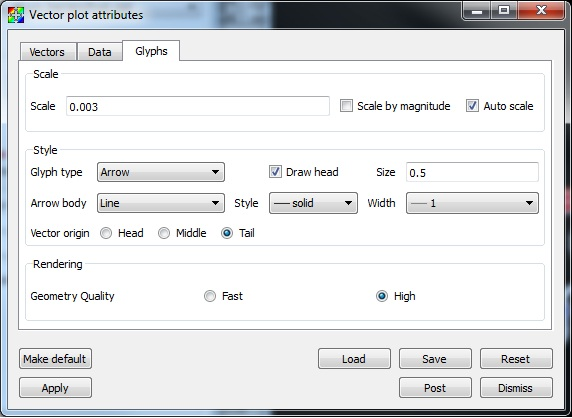 Vector plot attributes
Vectors Data Glyphs
Scale
Scale 0.003 Scale by magnitude Auto scale
Style
Glyph type Arrow Draw head Size 0.5
Arrow body Line Style solid Width 1
Vector origin Head Middle Tail
Rendering
Geometry Quality Fast High
Make default Load Save Reset
Apply Post Dismiss